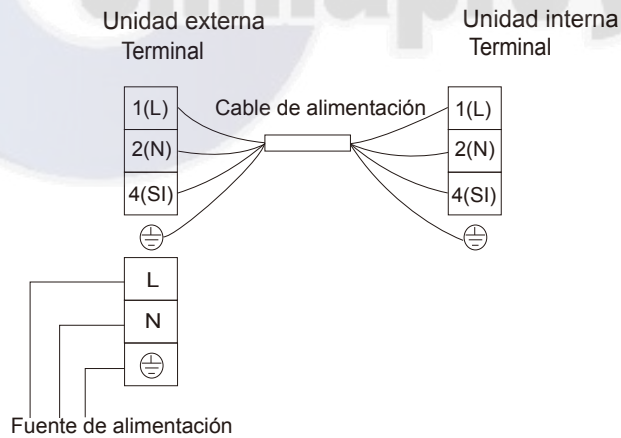 Unidad externa
Terminal
Unidad interna
Terminal
1(L)
2(N)
4(SI)
Cable de alimentación
1(L)
2(N)
4(SI)
L
N
Fuente de alimentación